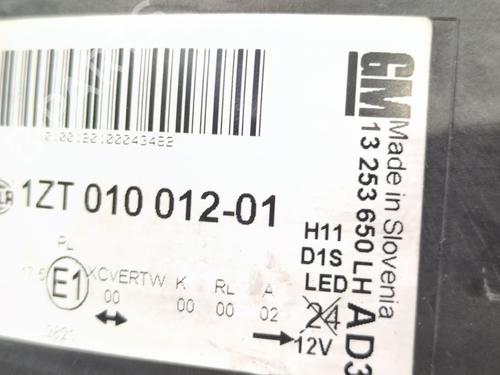 1ZT 010 012-01
H11
D1S
LED
24
12V
PL
E1
XCVERTW K RL A
00 00 00 02
GM
13 253 650 LH AD3
Made in Slovenia